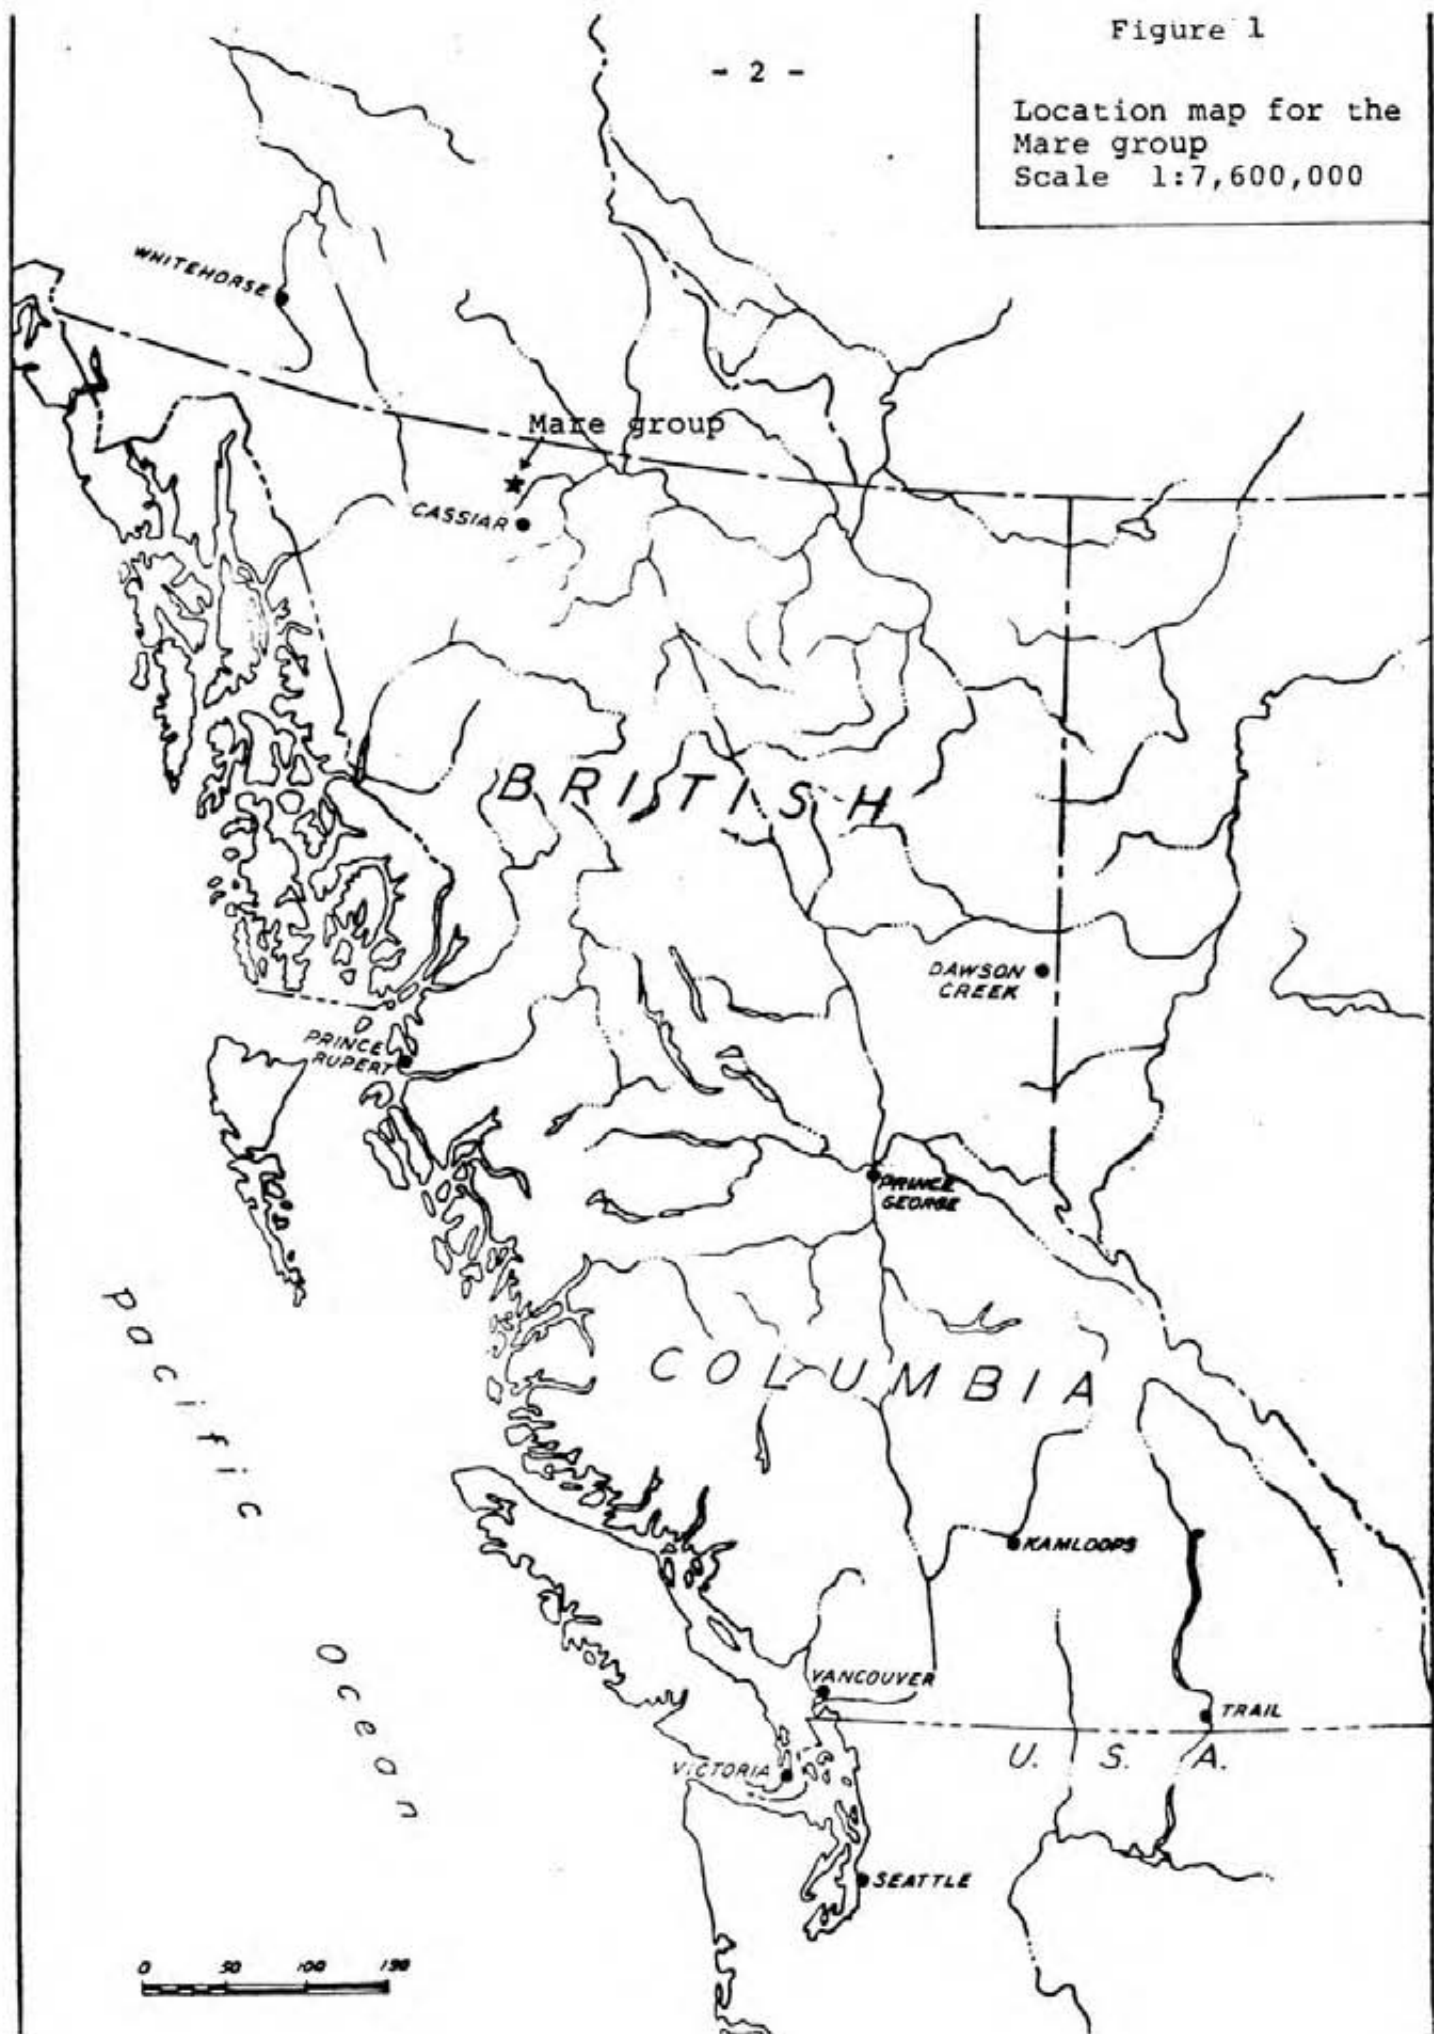 - 2 -
Figure 1
Location map for the
Mare group
Scale 1:7,600,000
WHITEHORSE
Mare group
CASSIAR
BRITISH
DAWSON
CREEK
PRINCE
RUPERT
PRINCE
GEORGE
Pacific
COLUMBIA
KAMLOOPS
Ocean
VANCOUVER
TRAIL
U. S. A.
VICTORIA
SEATTLE
0 50 100 150